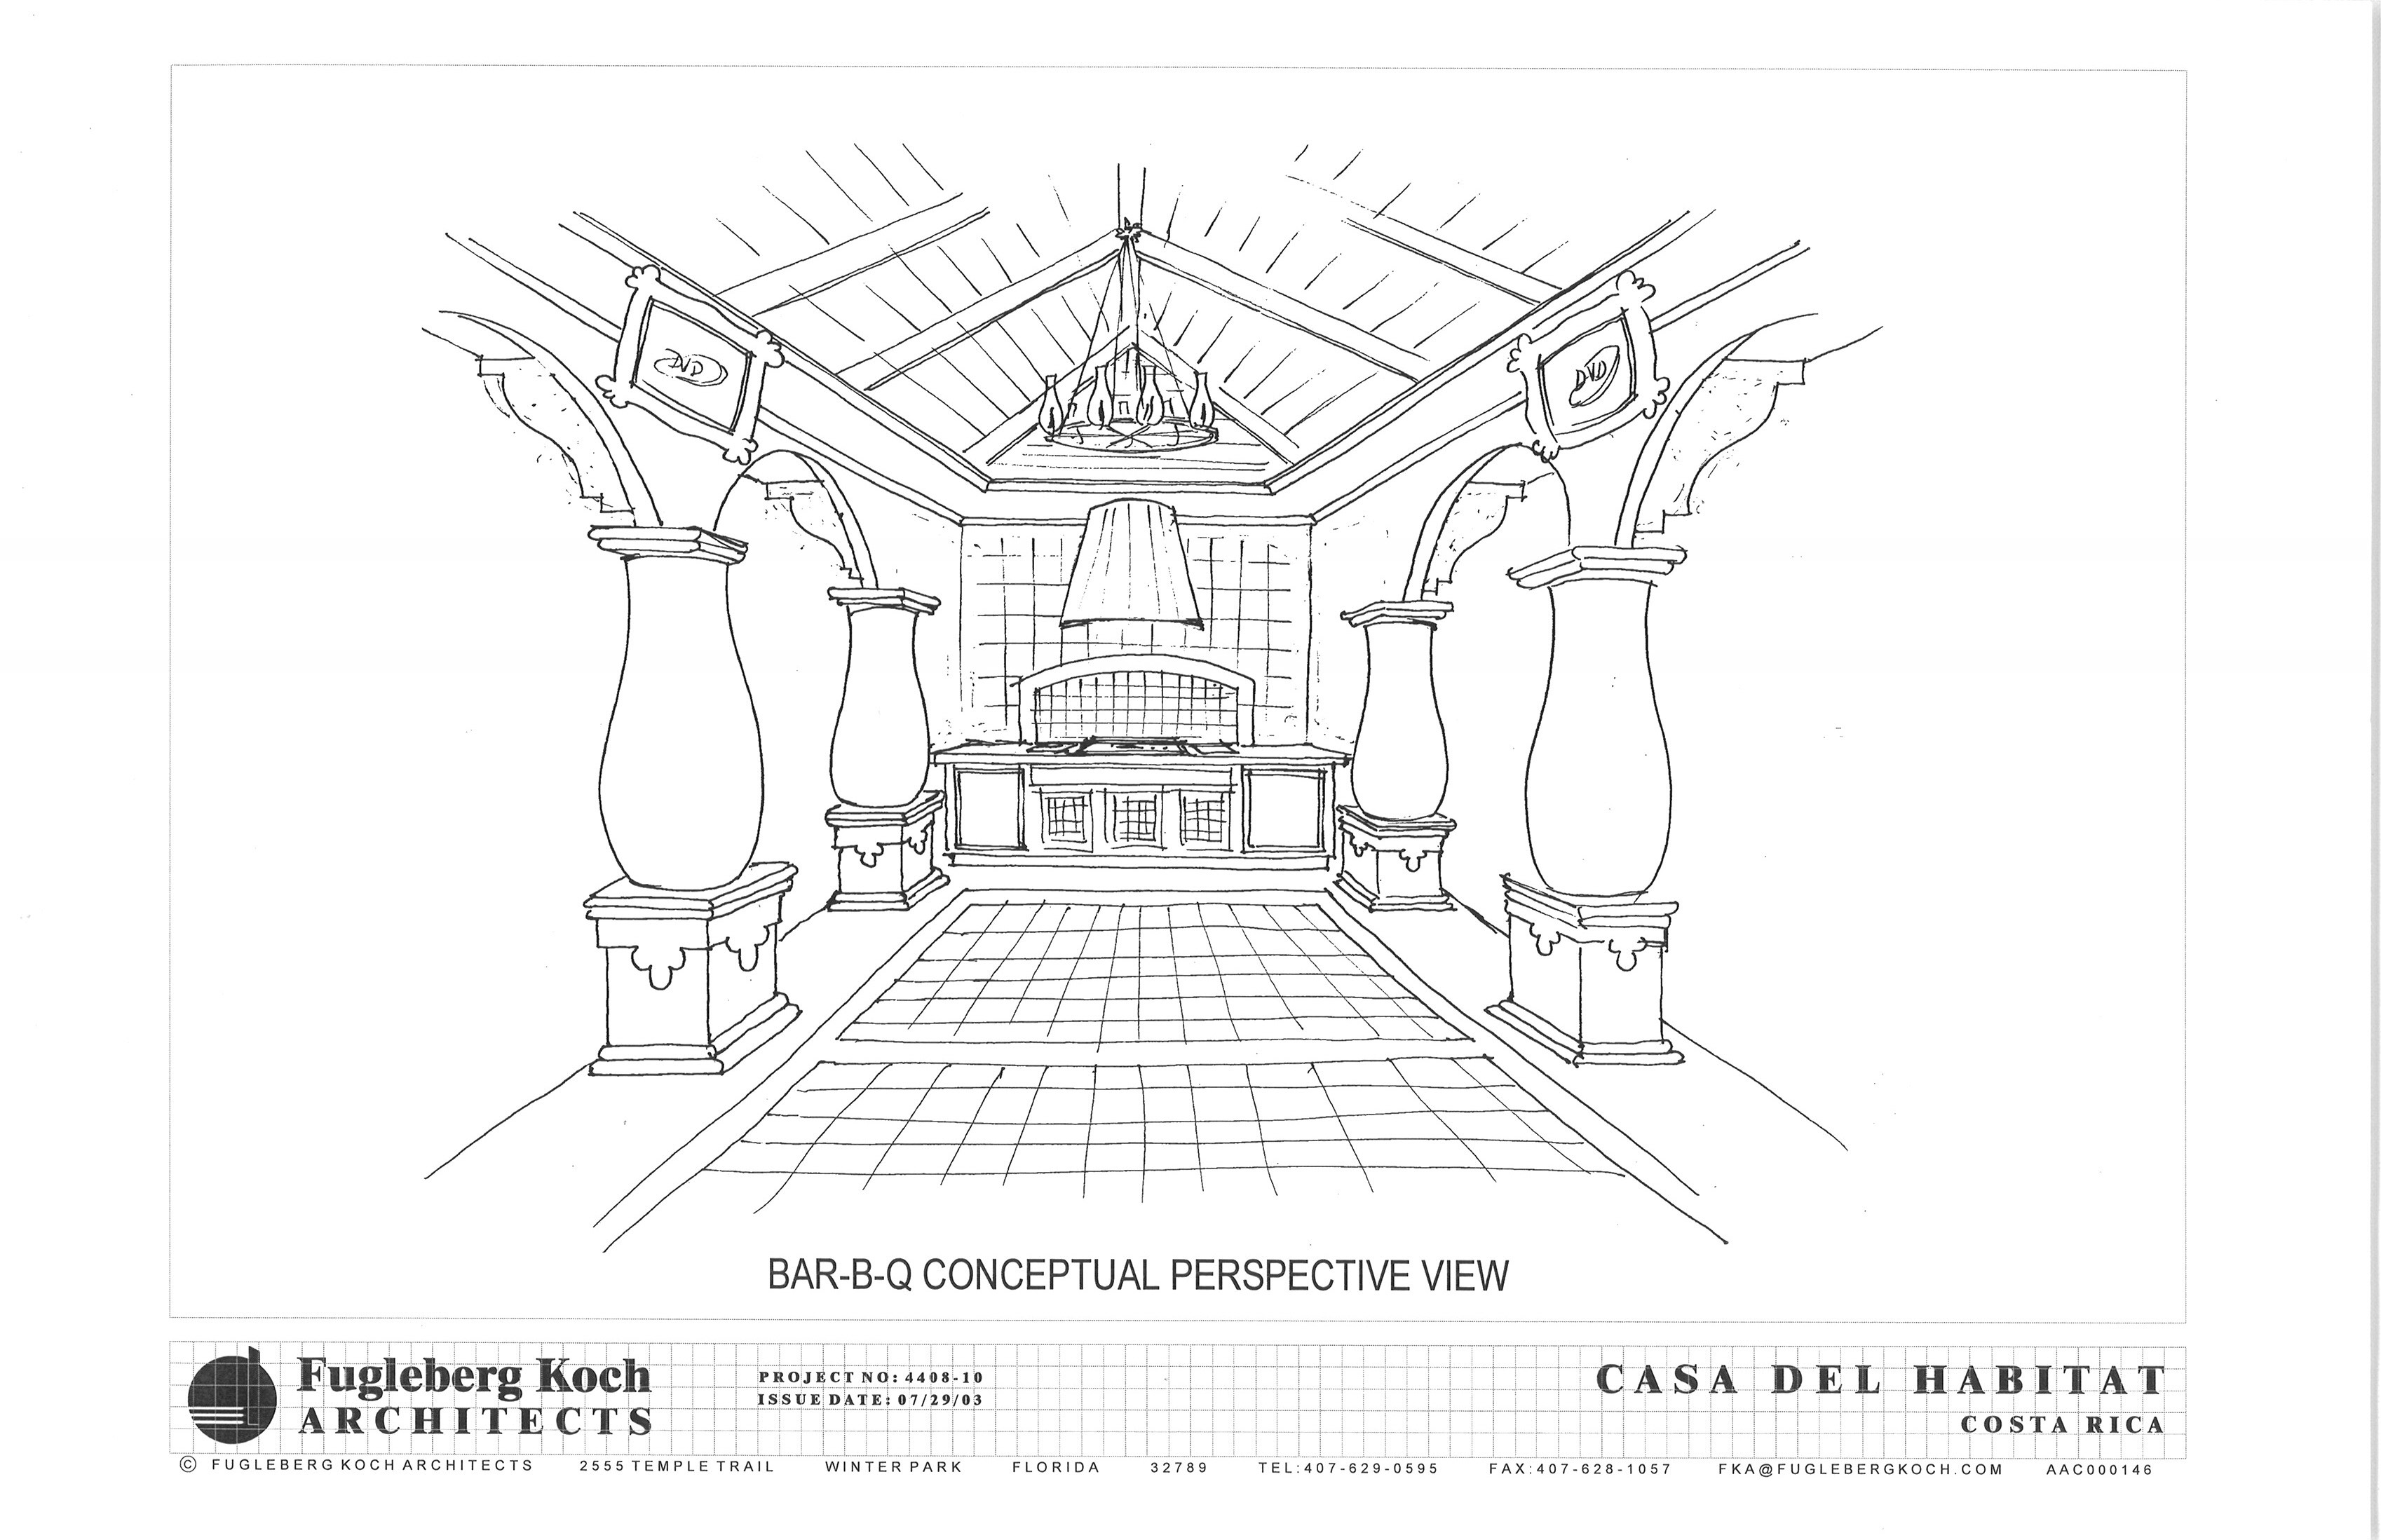 DVD
DVD
BAR-B-Q CONCEPTUAL PERSPECTIVE VIEW
Fugleberg Koch
ARCHITECTS
PROJECT NO: 4408-10
ISSUE DATE: 07/29/03
CASA DEL HABITAT
COSTA RICA
© FUGLEBERG KOCH ARCHITECTS 2555 TEMPLE TRAIL WINTER PARK FLORIDA 32789 TEL:407-629-0595 FAX:407-628-1057 FKA@FUGLEBERGKOCH.COM AAC000146